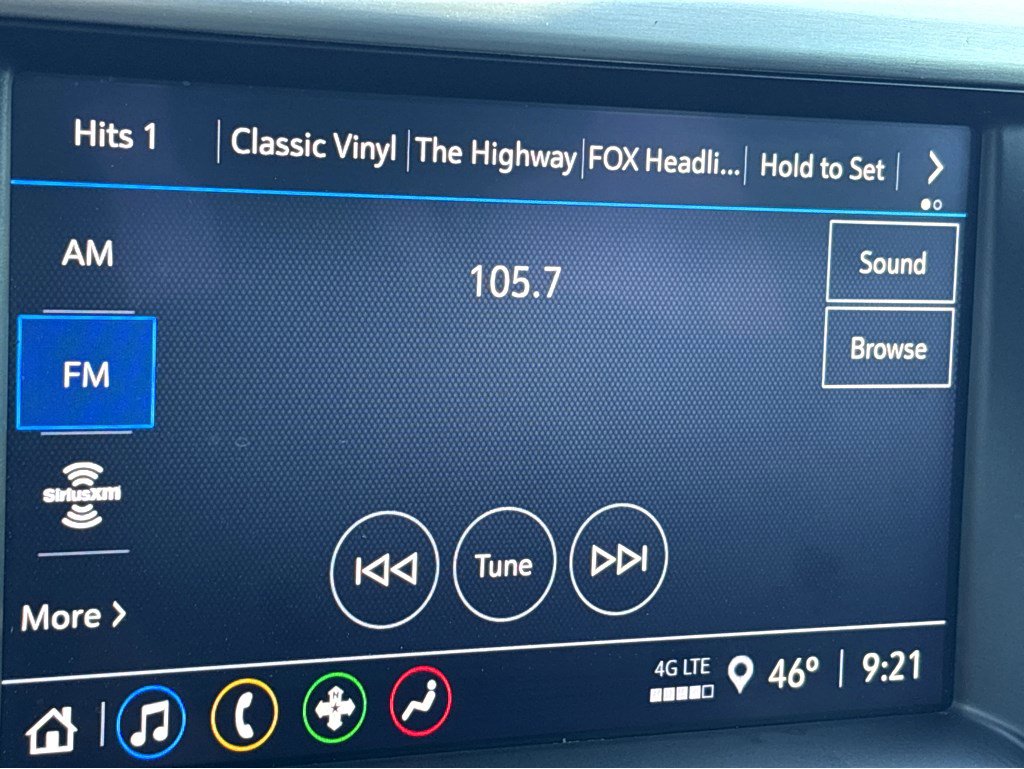 Hits 1
Classic Vinyl
The Highway
FOX Headli...
Hold to Set
AM
105.7
Sound
FM
Browse
SiriusXM
Tune
More
N
4G LTE
46° 9:21